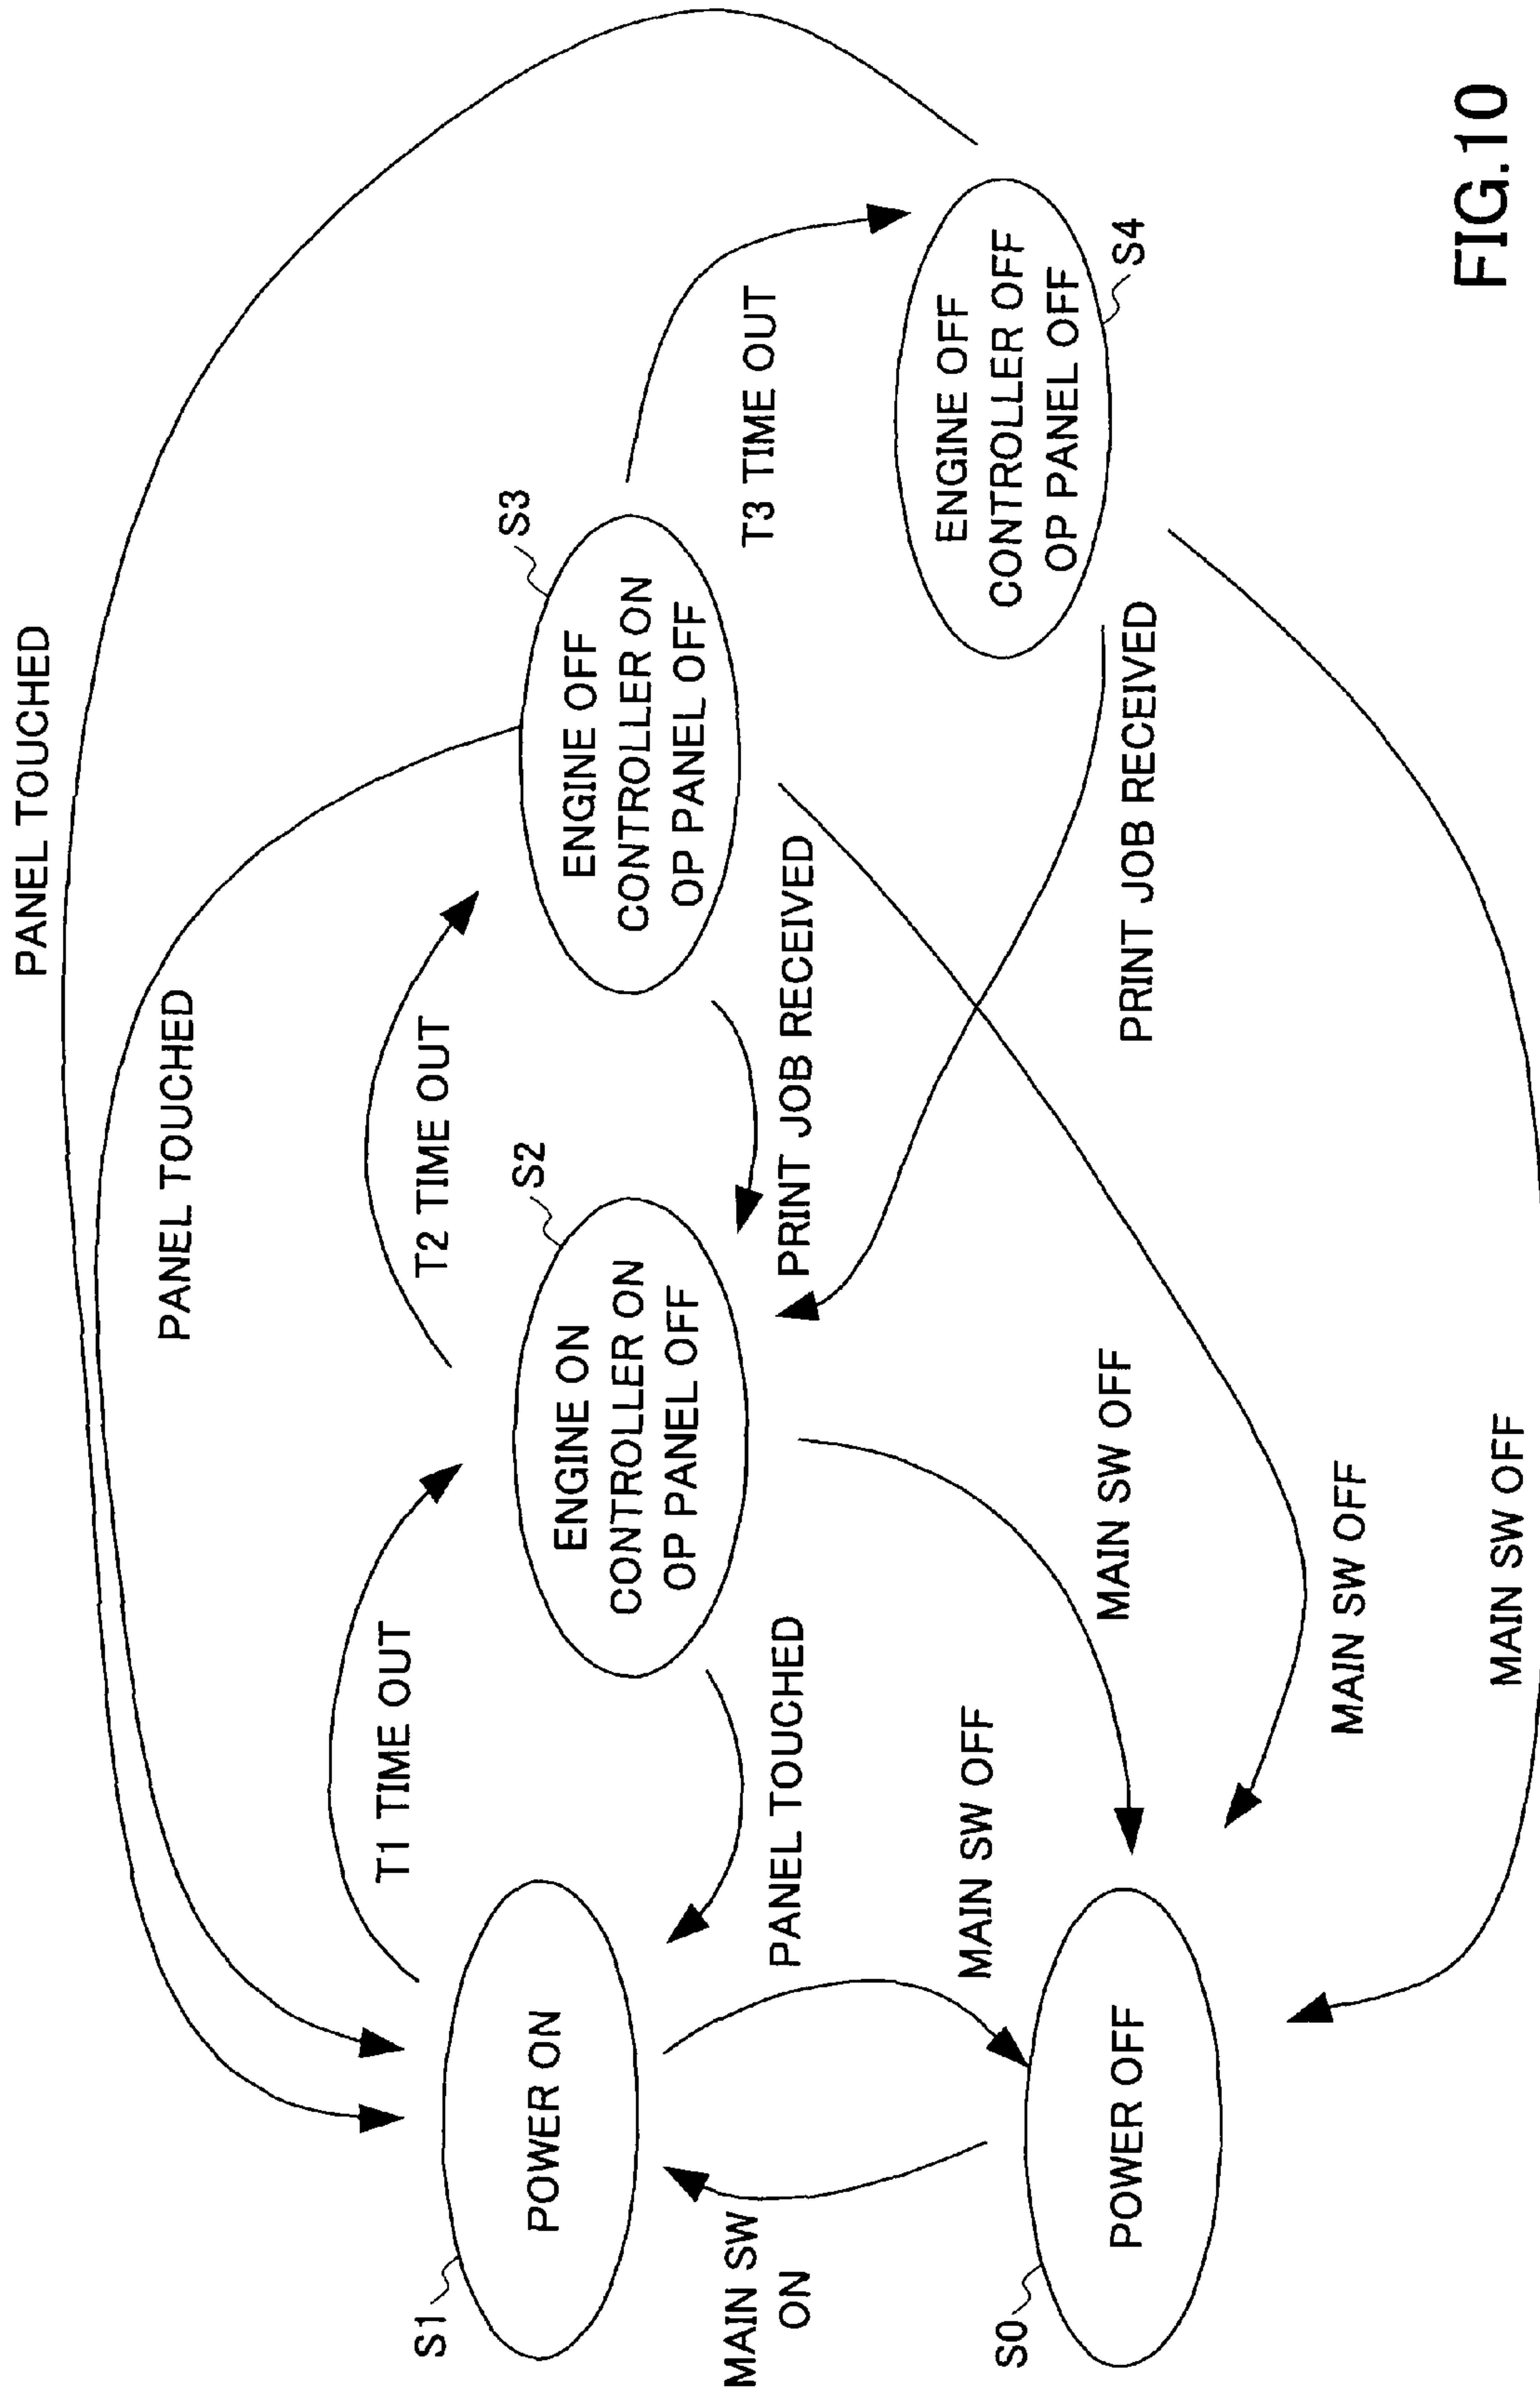 PANEL TOUCHED
PANEL TOUCHED
T1 TIME OUT
T2 TIME OUT
S1
POWER ON
S2
ENGINE ON
CONTROLLER ON
OP PANEL OFF
S3
ENGINE OFF
CONTROLLER ON
OP PANEL OFF
T3 TIME OUT
MAIN SW
ON
PANEL TOUCHED
PRINT JOB RECEIVED
MAIN SW OFF
S0
POWER OFF
MAIN SW OFF
PRINT JOB RECEIVED
ENGINE OFF
CONTROLLER OFF
OP PANEL OFF
S4
MAIN SW OFF
MAIN SW OFF
FIG.10